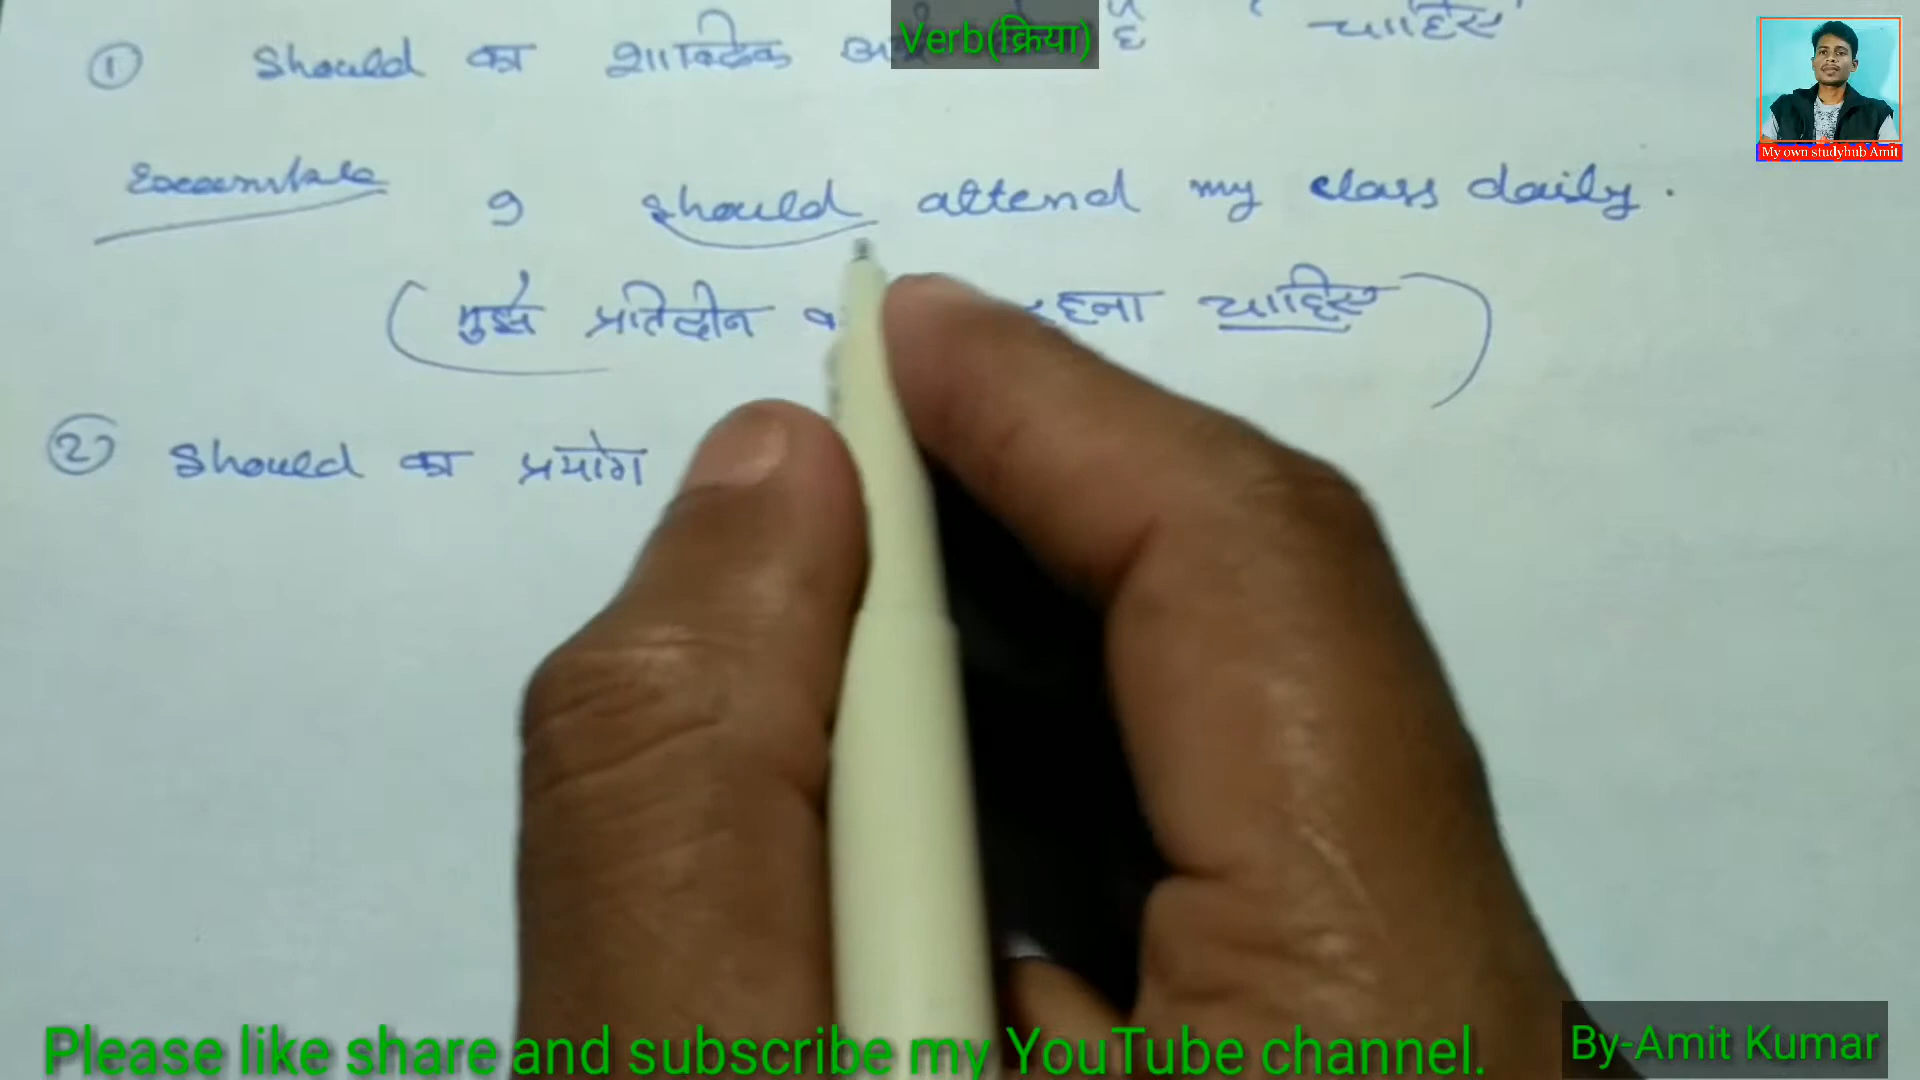 Verb(क्रिया)
① Should का शाब्दिक है चाहिए
My own studyhub Amit
Example I should attend my class daily.
(मुझे प्रतिदीन रहना चाहिए)
② Should का प्रयोग
Please like share and subscribe my YouTube channel.
By-Amit Kumar